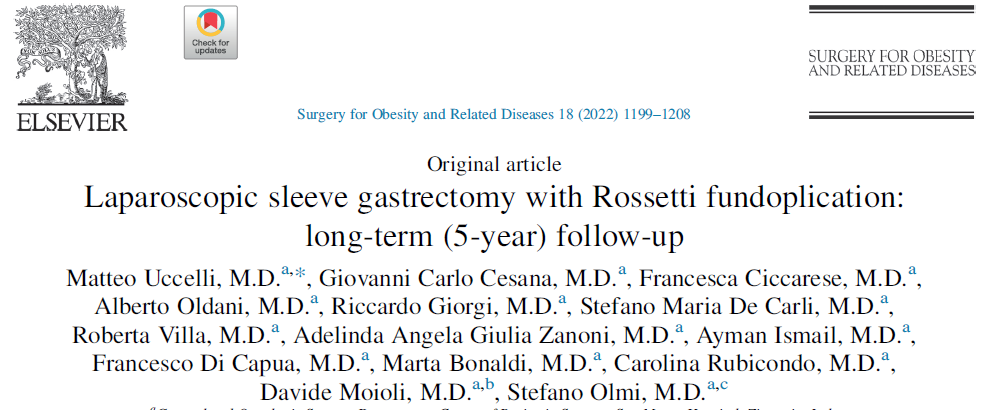 Check for
updates
ELSEVIER
SURGERY FOR OBESITY
AND RELATED DISEASES
Surgery for Obesity and Related Diseases 18 (2022) 1199–1208
Original article
Laparoscopic sleeve gastrectomy with Rossetti fundoplication:
long-term (5-year) follow-up
Matteo Uccelli, M.D.a,*, Giovanni Carlo Cesana, M.D.a, Francesca Ciccarese, M.D.a,
Alberto Oldani, M.D.a, Riccardo Giorgi, M.D.a, Stefano Maria De Carli, M.D.a,
Roberta Villa, M.D.a, Adelinda Angela Giulia Zanoni, M.D.a, Ayman Ismail, M.D.a,
Francesco Di Capua, M.D.a, Marta Bonaldi, M.D.a, Carolina Rubicondo, M.D.a,
Davide Moioli, M.D.a,b, Stefano Olmi, M.D.a,c